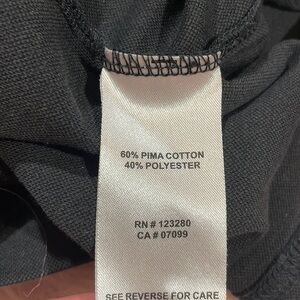 60% PIMA COTTON
40% POLYESTER
RN # 123280
CA # 07099
SEE REVERSE FOR CARE